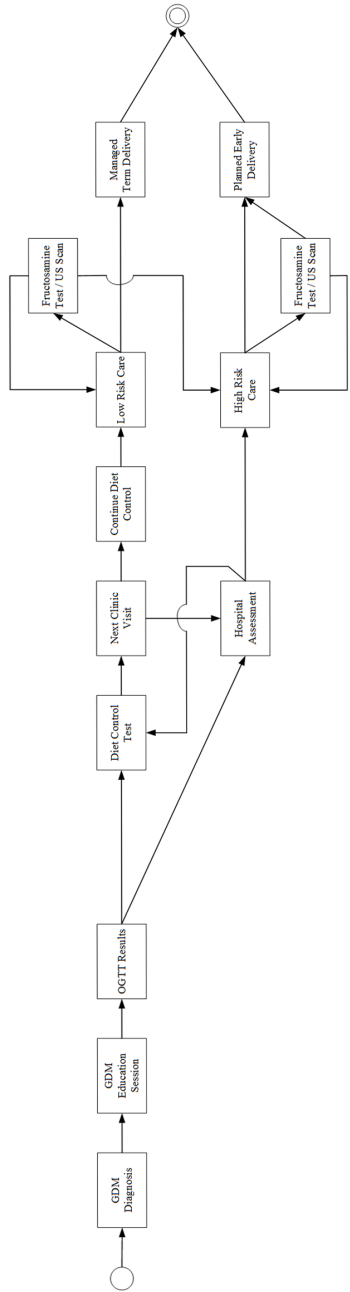 GDM
Diagnosis
GDM
Education
Session
OGTT Results
Diet Control
Test
Next Clinic
Visit
Hospital
Assessment
Continue Diet
Control
Low Risk Care
High Risk
Care
Fructosamine
Test / US Scan
Fructosamine
Test / US Scan
Managed
Term Delivery
Planned Early
Delivery